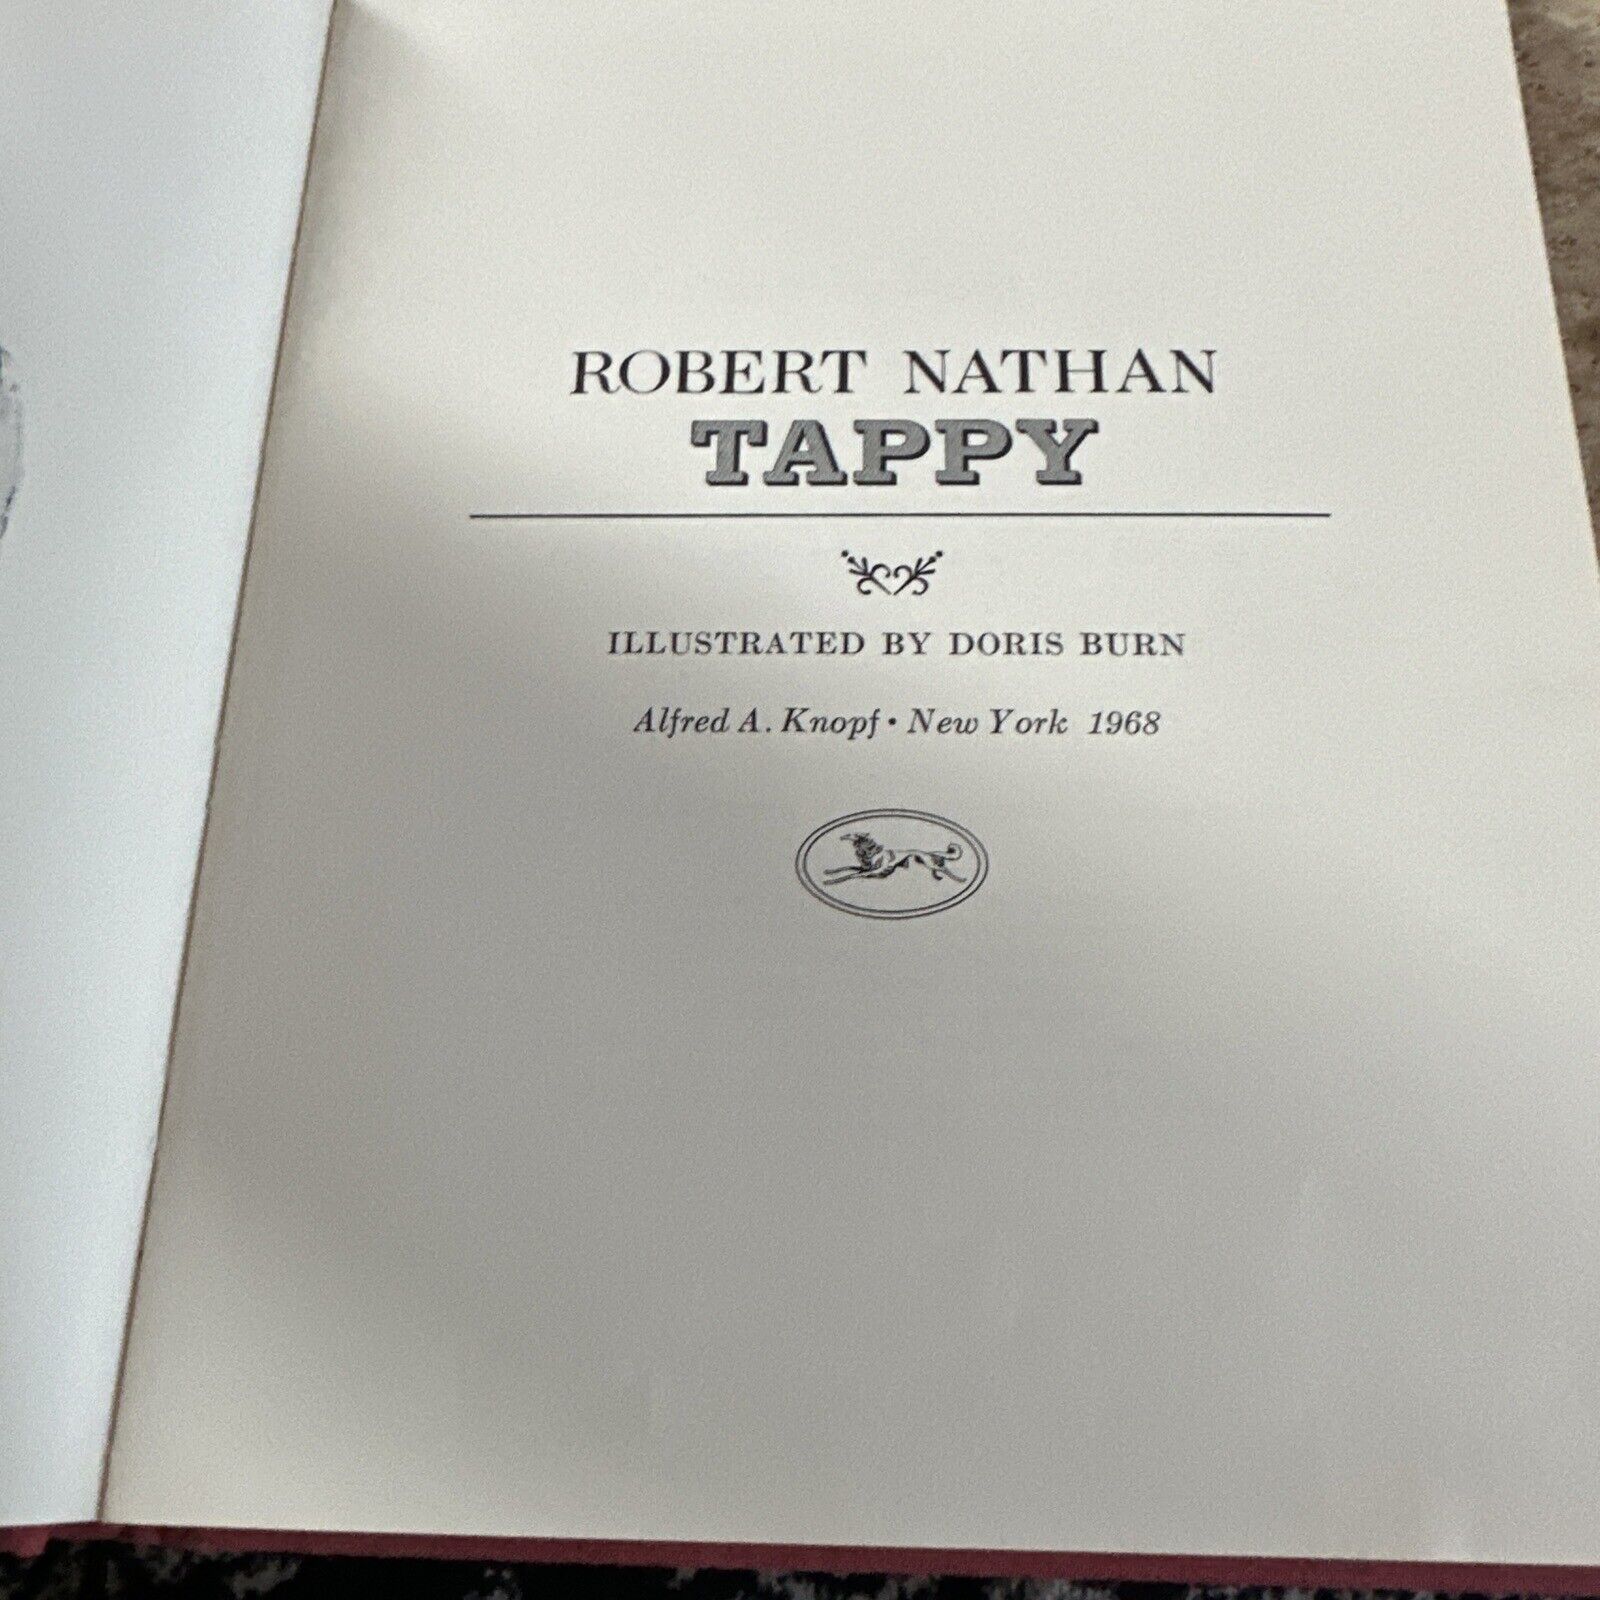 ROBERT NATHAN
TAPPY
ILLUSTRATED BY DORIS BURN
Alfred A. Knopf • New York 1968